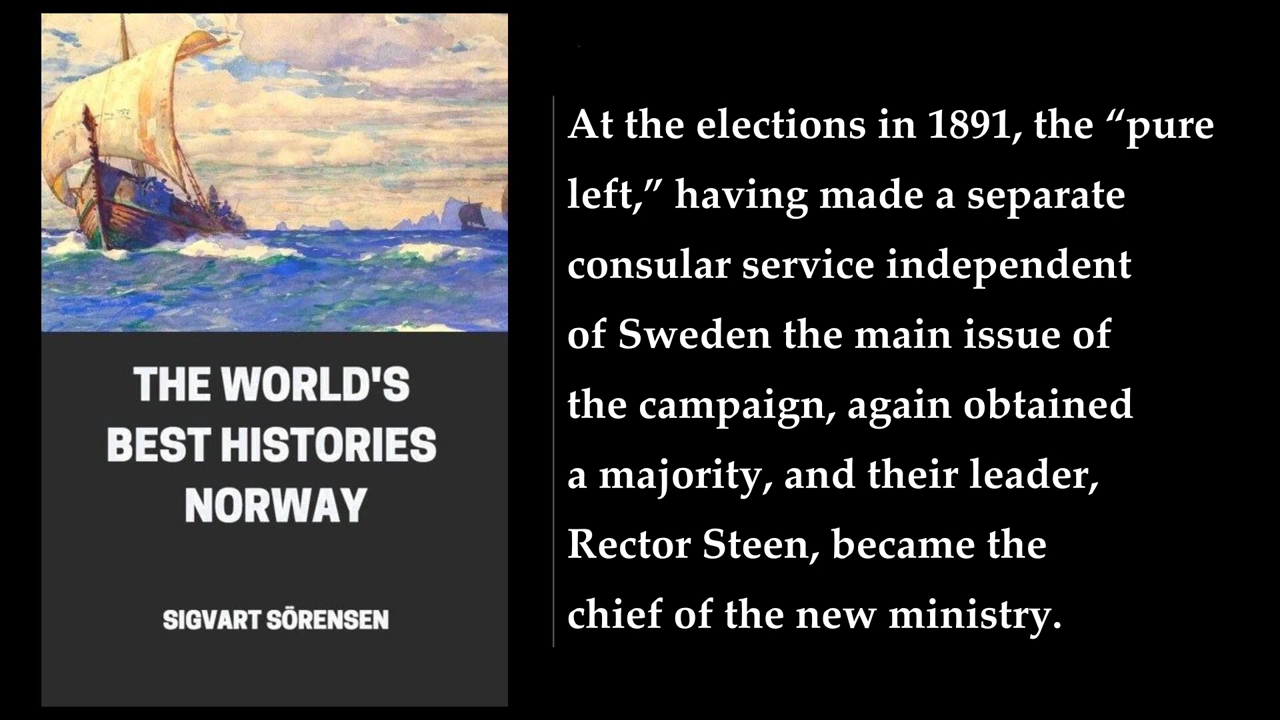 THE WORLD'S
BEST HISTORIES
NORWAY
SIGVART SÖRENSEN
At the elections in 1891, the “pure
left,” having made a separate
consular service independent
of Sweden the main issue of
the campaign, again obtained
a majority, and their leader,
Rector Steen, became the
chief of the new ministry.